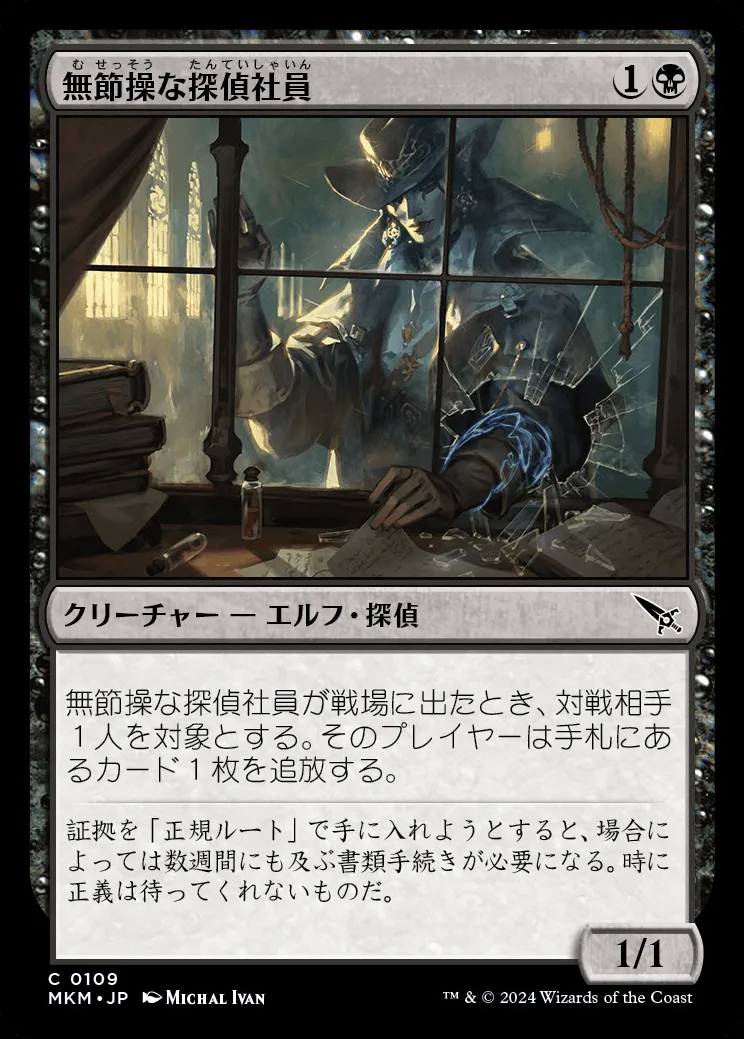 むせっそう たんていしゃいん
無節操な探偵社員 1
クリーチャー — エルフ・探偵
無節操な探偵社員が戦場に出たとき、対戦相手
１人を対象とする。そのプレイヤーは手札にあ
るカード１枚を追放する。
証拠を「正規ルート」で手に入れようとすると、場合に
よっては数週間にも及ぶ書類手続きが必要になる。時に
正義は待ってくれないものだ。
1/1
C 0109
MKM • JP Michal Ivan
™ & © 2024 Wizards of the Coast